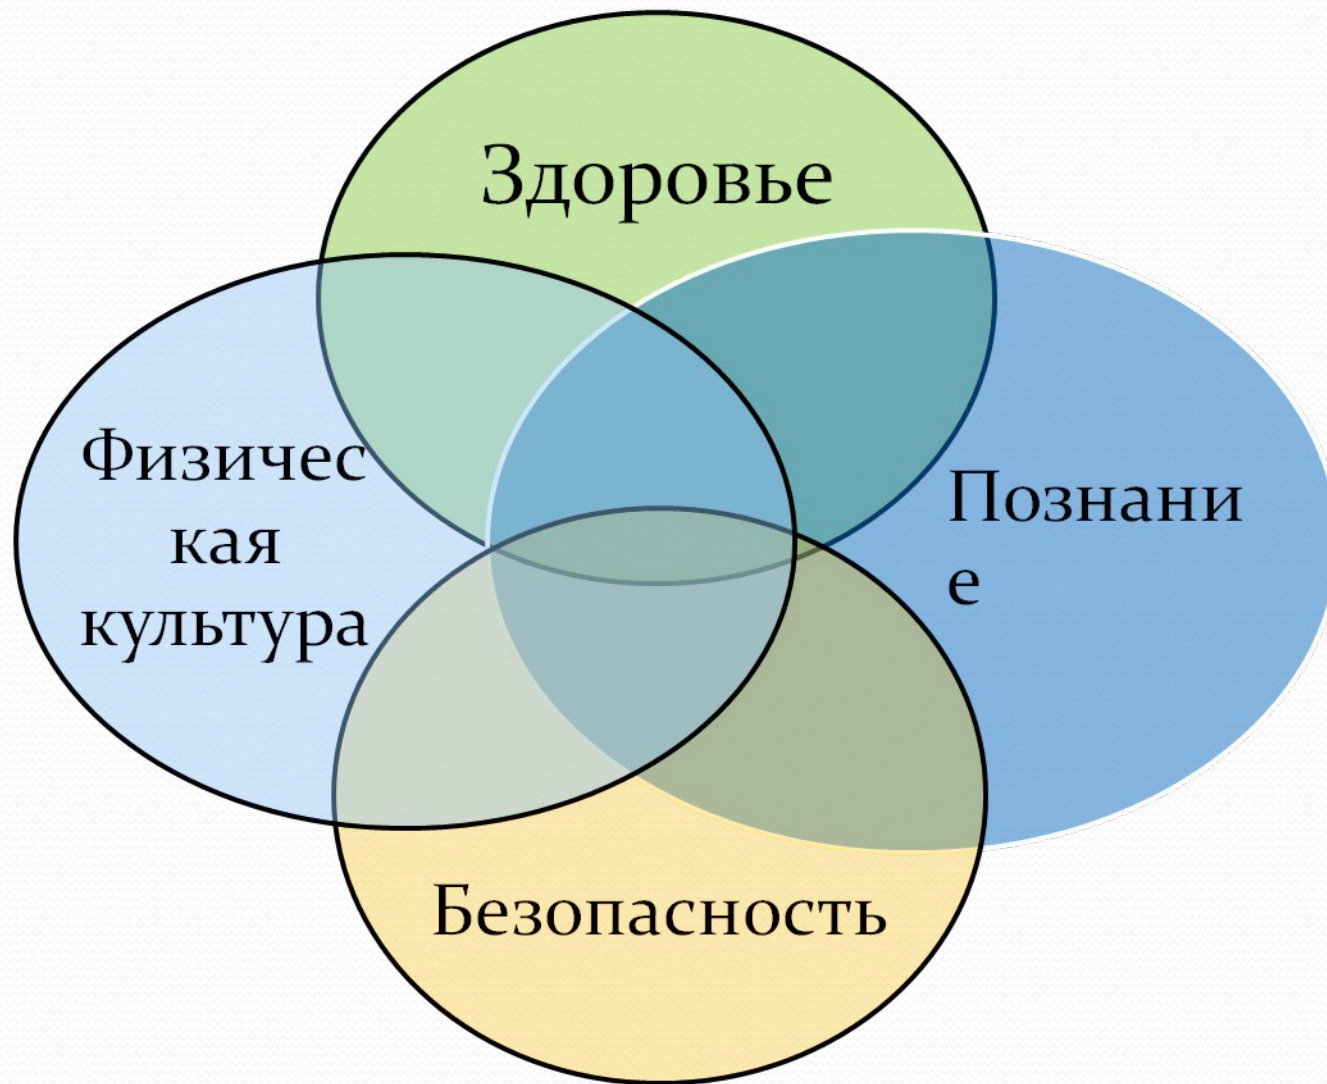 Здоровье
Физичес
кая
культура
Познани
е
Безопасность